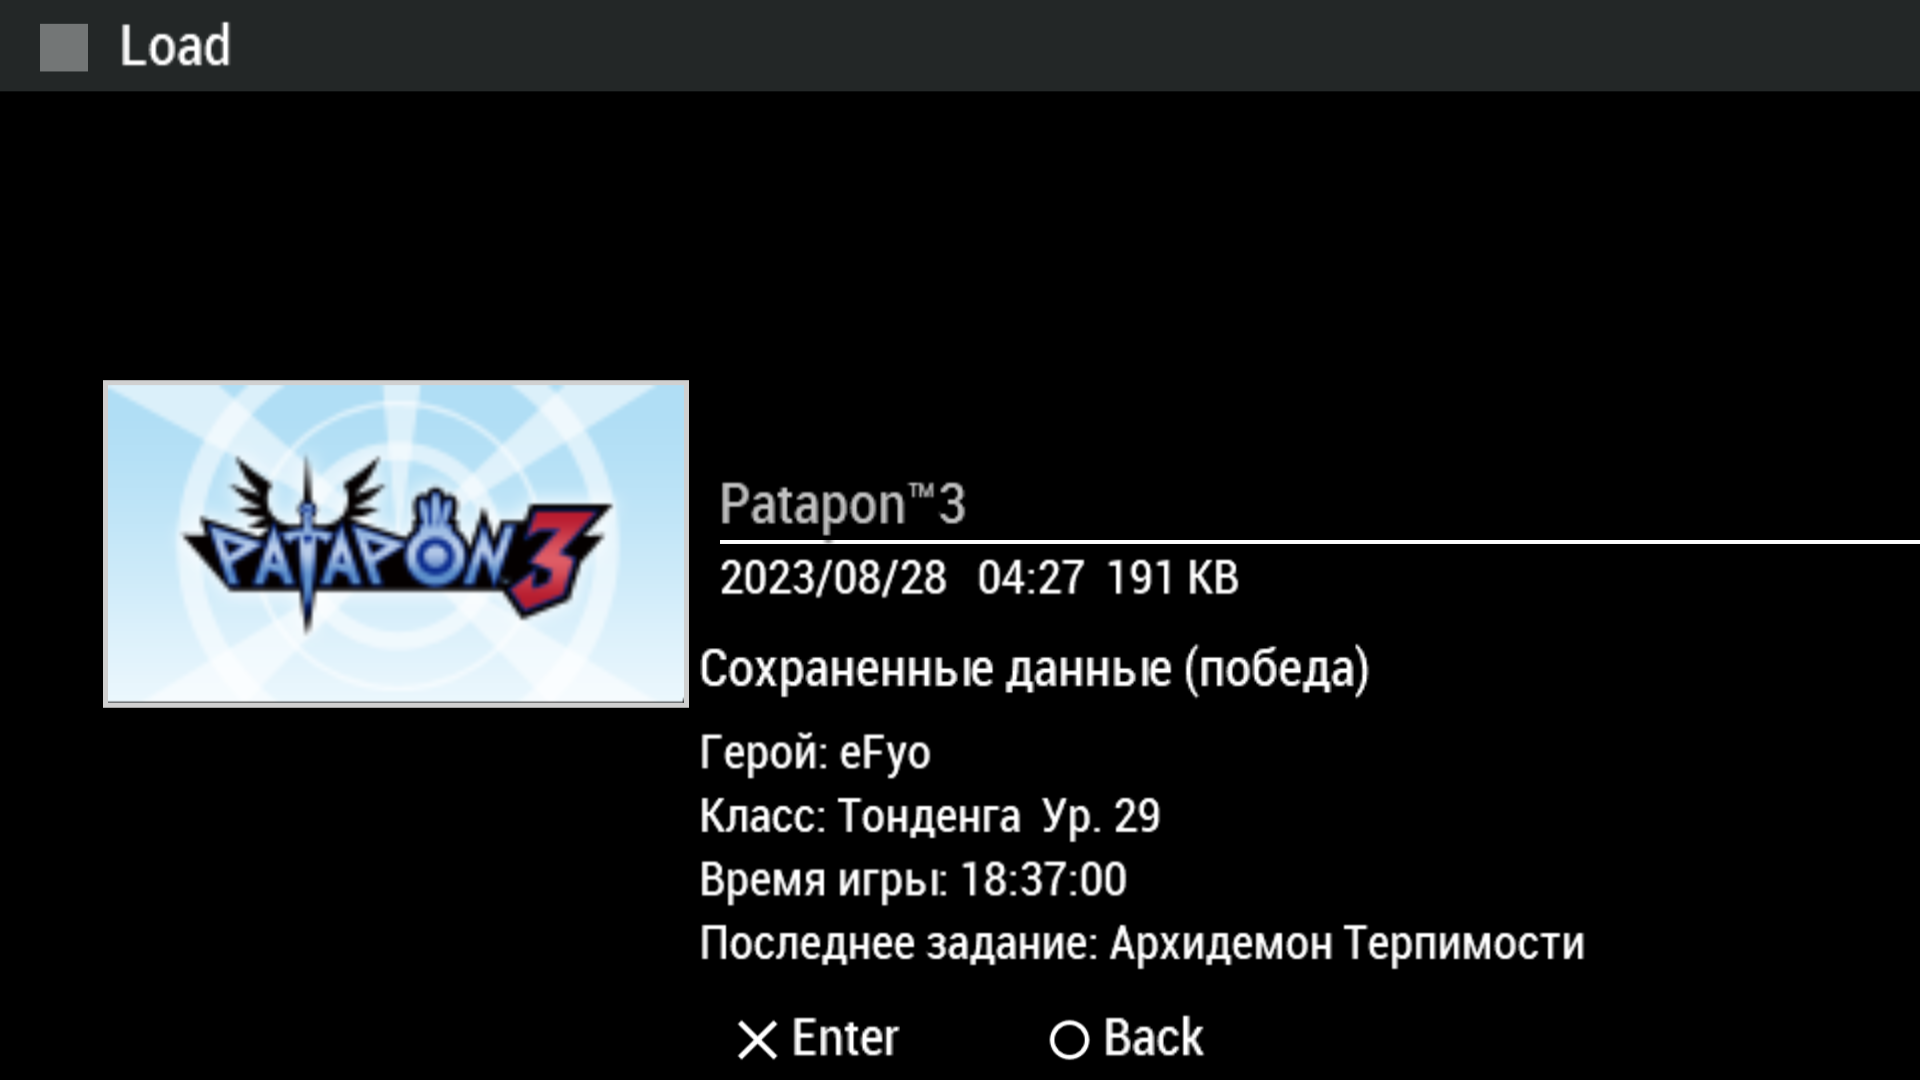 Load
PATAPON 3
Patapon™3
2023/08/28 04:27 191 KB
Сохраненные данные (победа)
Герой: eFyo
Класс: Тонденга Ур. 29
Время игры: 18:37:00
Последнее задание: Архидемон Терпимости
Enter Back